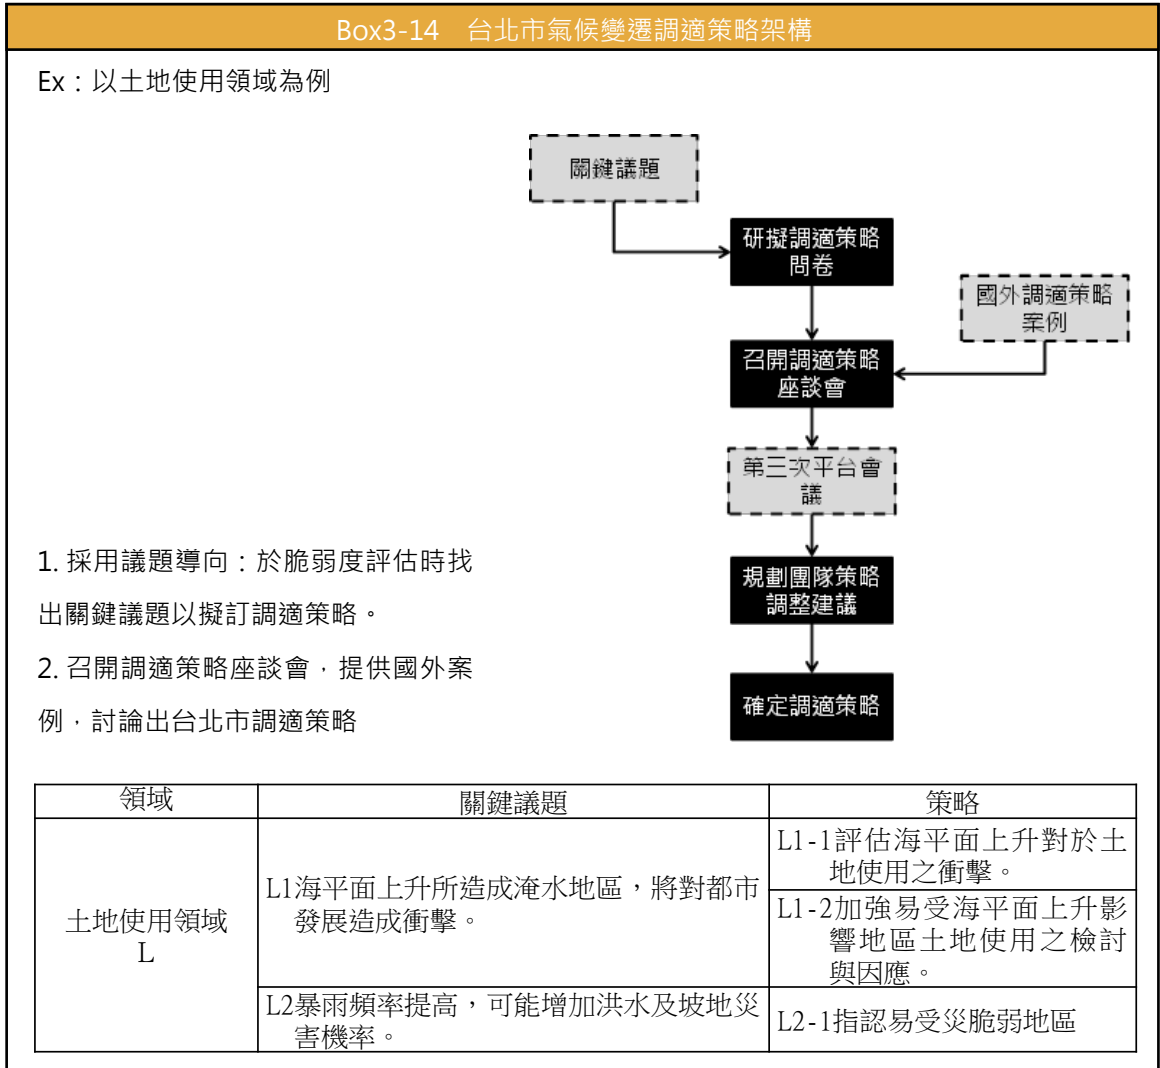 Box3-14 台北市氣候變遷調適策略架構
Ex：以土地使用領域為例
關鍵議題
研擬調適策略
問卷
國外調適策略
案例
召開調適策略
座談會
第三次平台會
議
規劃團隊策略
調整建議
確定調適策略
1. 採用議題導向：於脆弱度評估時找
出關鍵議題以擬訂調適策略。
2. 召開調適策略座談會，提供國外案
例，討論出台北市調適策略
領域
關鍵議題
策略
土地使用領域
L
L1海平面上升所造成淹水地區，將對都市
發展造成衝擊。
L1-1評估海平面上升對於土
地使用之衝擊。
L1-2加強易受海平面上升影
響地區土地使用之檢討
與因應。
L2暴雨頻率提高，可能增加洪水及坡地災
害機率。
L2-1指認易受災脆弱地區